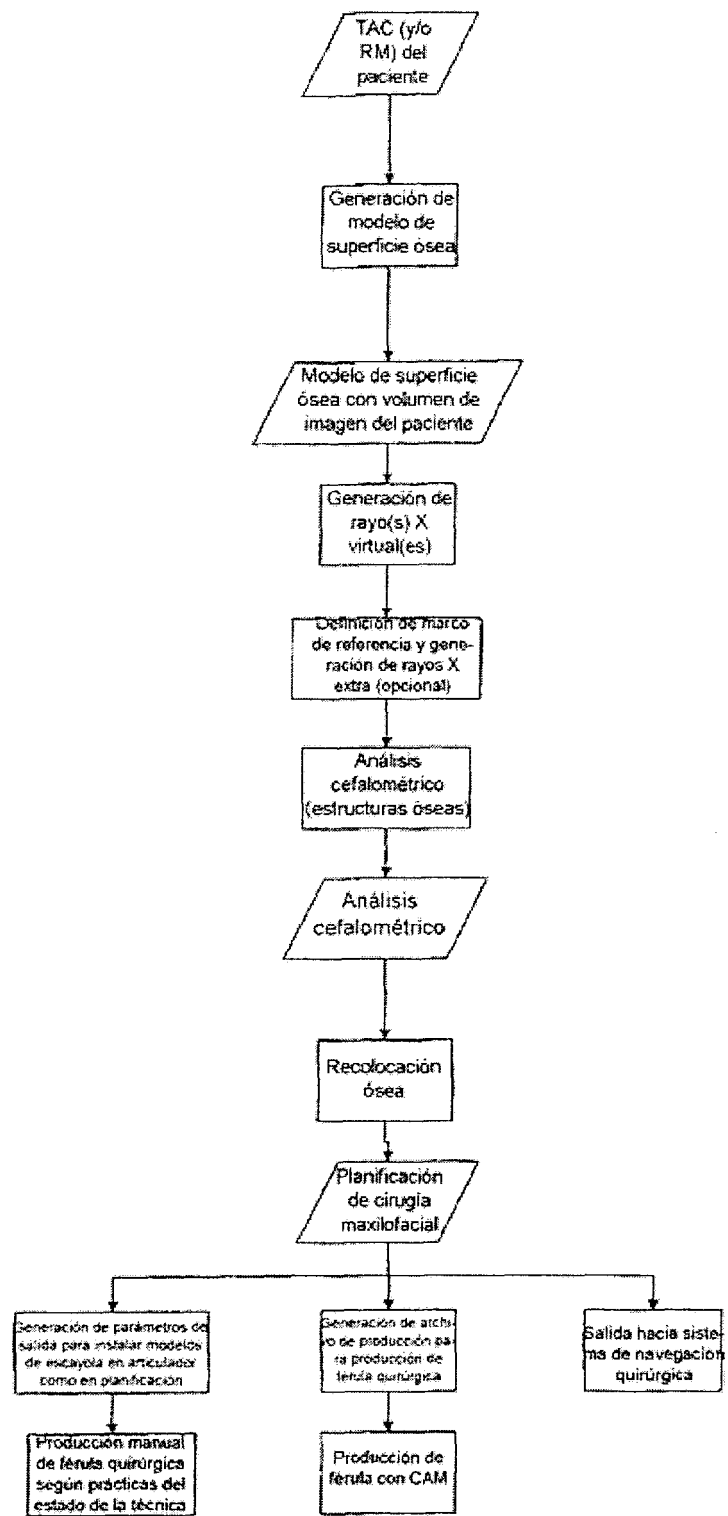 TAC (y/o
RM) del
paciente
Generación de
modelo de
superficie ósea
Modelo de superficie
ósea con volumen de
imagen del paciente
Generación de
rayo(s) X
virtual(es)
Definición de marco
de referencia y gene-
ración de rayos X
extra (opcional)
Análisis
cefalométrico
(estructuras óseas)
Análisis
cefalométrico
Recolocación
ósea
Planificación
de cirugía
maxilofacial
Generación de parámetros de
salida para instalar modelos
de escayola en articulador
como en planificación
Generación de archi-
vo de producción pa-
ra producción de
férula quirúrgica
Salida hacia siste-
ma de navegación
quirúrgica
Producción manual
de férula quirúrgica
según prácticas del
estado de la técnica
Producción de
férula con CAM